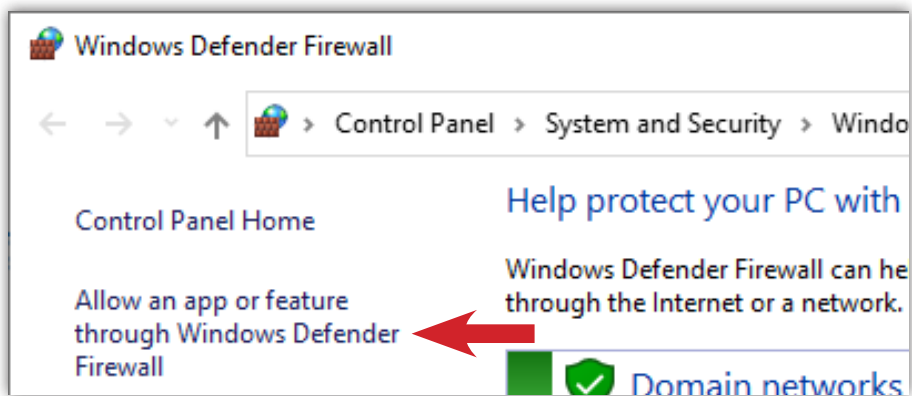 Windows Defender Firewall
Control Panel > System and Security >
Control Panel Home
Allow an app or feature
through Windows Defender
Firewall
Help protect your PC with
Windows Defender Firewall can he
through the Internet or a network.
Domain networks